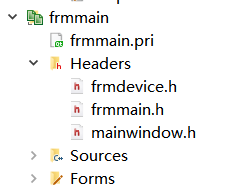 frmmain
frmmain.pri
Headers
frmdevice.h
frmmain.h
mainwindow.h
Sources
Forms